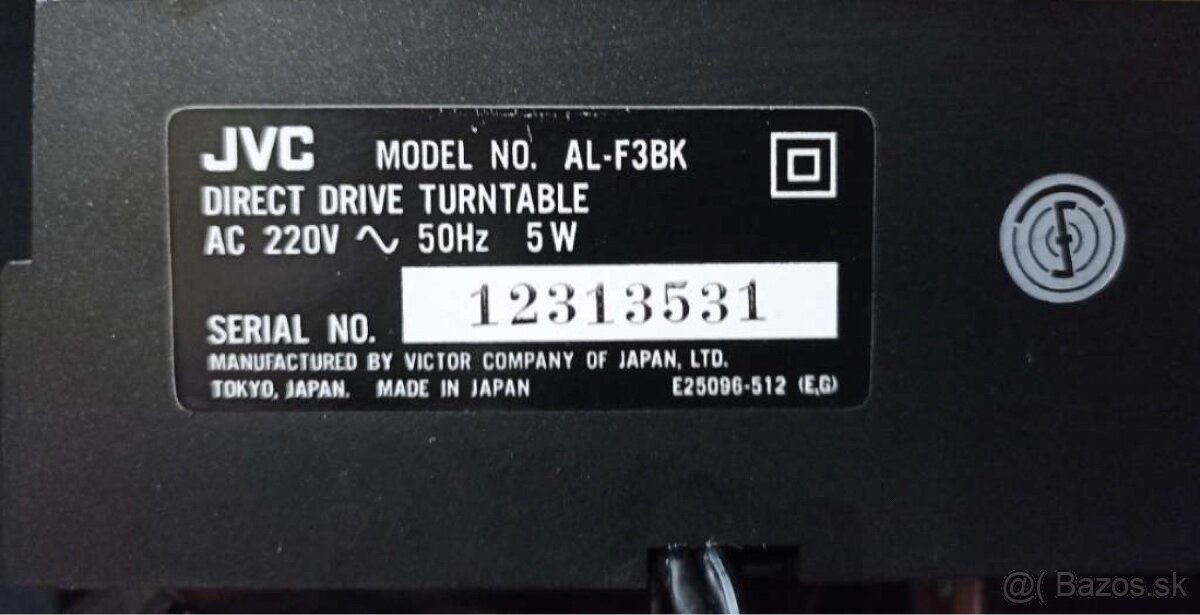 JVC MODEL NO. AL-F3BK
DIRECT DRIVE TURNTABLE
AC 220V ∿ 50Hz 5W
SERIAL NO. 12313531
MANUFACTURED BY VICTOR COMPANY OF JAPAN, LTD.
TOKYO, JAPAN. MADE IN JAPAN E25096-512 (E,G)
@( Bazos.sk